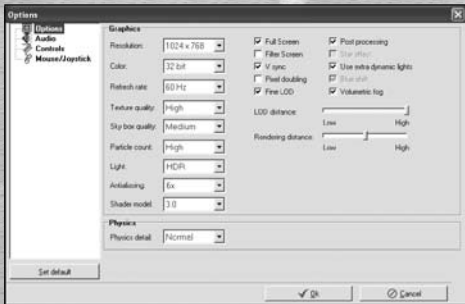 Options
Options
Audio
Controls
Mouse/Joystick
Graphics
Resolution: 1024 x 768
Color: 32 bit
Refresh rate: 60 Hz
Texture quality: High
Sky box quality: Medium
Particle count: High
Light: HDR
Antialiasing: 6x
Shader model: 3.0
Full Screen
Filter Screen
V sync
Pixel doubling
Fine LOD
Post processing
Star effect
Use extra dynamic lights
Blue shift
Volumetric fog
LOD distance:
Low High
Rendering distance:
Low High
Physics
Physics detail: Normal
Set default
Ok
Cancel